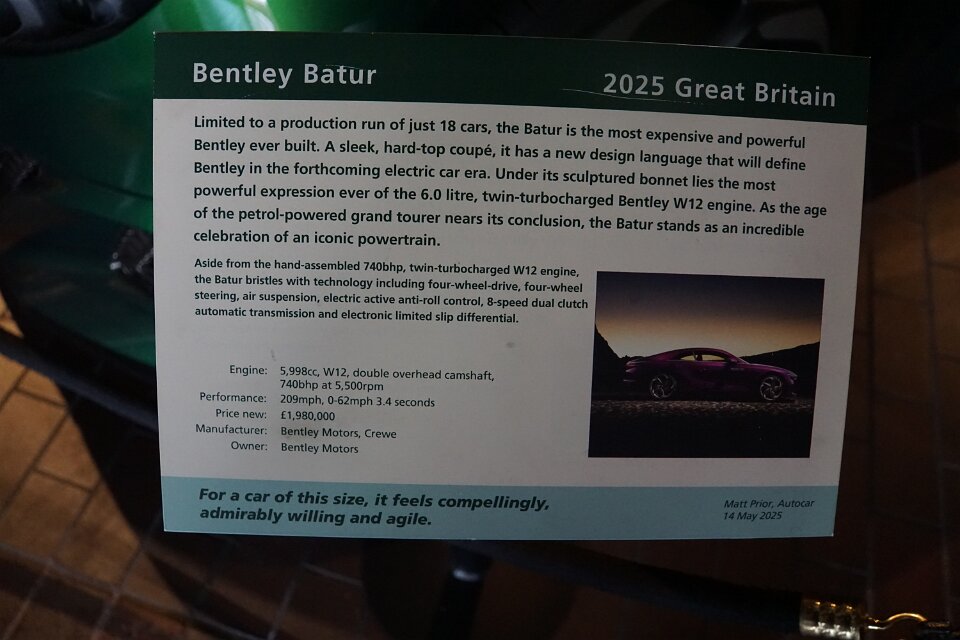 Bentley Batur
2025 Great Britain
Limited to a production run of just 18 cars, the Batur is the most expensive and powerful
Bentley ever built. A sleek, hard-top coupé, it has a new design language that will define
Bentley in the forthcoming electric car era. Under its sculptured bonnet lies the most
powerful expression ever of the 6.0 litre, twin-turbocharged Bentley W12 engine. As the age
of the petrol-powered grand tourer nears its conclusion, the Batur stands as an incredible
celebration of an iconic powertrain.
Aside from the hand-assembled 740bhp, twin-turbocharged W12 engine,
the Batur bristles with technology including four-wheel-drive, four-wheel
steering, air suspension, electric active anti-roll control, 8-speed dual clutch
automatic transmission and electronic limited slip differential.
Engine: 5,998cc, W12, double overhead camshaft,
740bhp at 5,500rpm
Performance: 209mph, 0-62mph 3.4 seconds
Price new: £1,980,000
Manufacturer: Bentley Motors, Crewe
Owner: Bentley Motors
For a car of this size, it feels compellingly,
admirably willing and agile.
Matt Prior, Autocar
14 May 2025